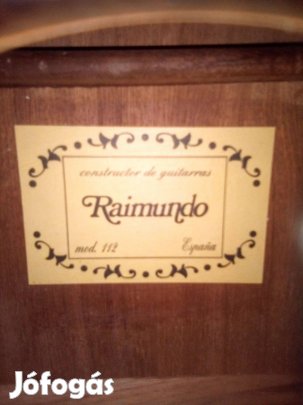 constructor de guitarras
Raimundo
mod. 112 España
Jófogás